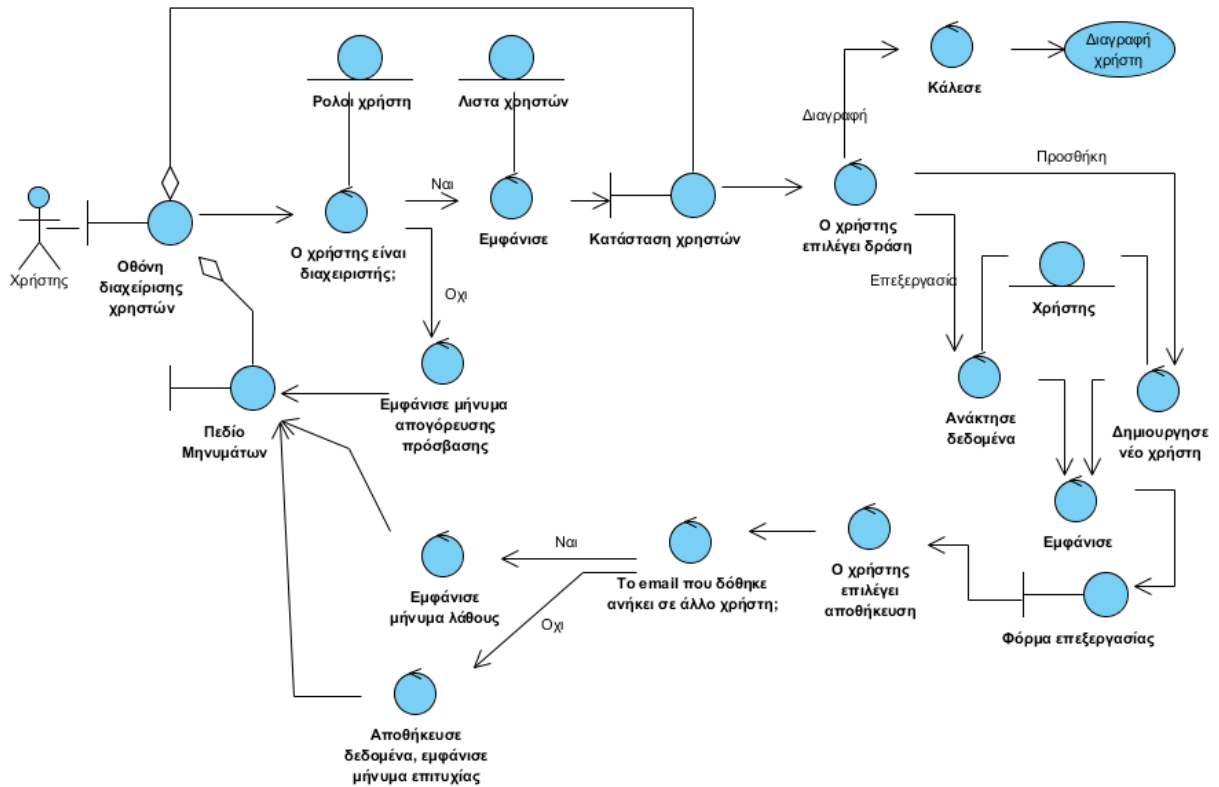 Διαγραφή
χρήστη
Κάλεσε
Ρολοι χρήστη
Λιστα χρηστών
Διαγραφή
Προσθήκη
Ναι
Χρήστης
Οθόνη
διαχείρισης
χρηστών
Ο χρήστης είναι
διαχειριστής;
Εμφάνισε
Κατάσταση χρηστών
Ο χρήστης
επιλέγει δράση
Επεξεργασία
Οχι
Χρήστης
Εμφάνισε μήνυμα
απογόρευσης
πρόσβασης
Πεδίο
Μηνυμάτων
Ανάκτησε
δεδομένα
Δημιουργησε
νέο χρήστη
Εμφάνισε
Ναι
Το email που δόθηκε
ανήκει σε άλλο χρήστη;
Ο χρήστης
επιλέγει
αποθήκευση
Εμφάνισε
μήνυμα λάθους
Οχι
Φόρμα επεξεργασίας
Αποθήκευσε
δεδομένα, εμφάνισε
μήνυμα επιτυχίας